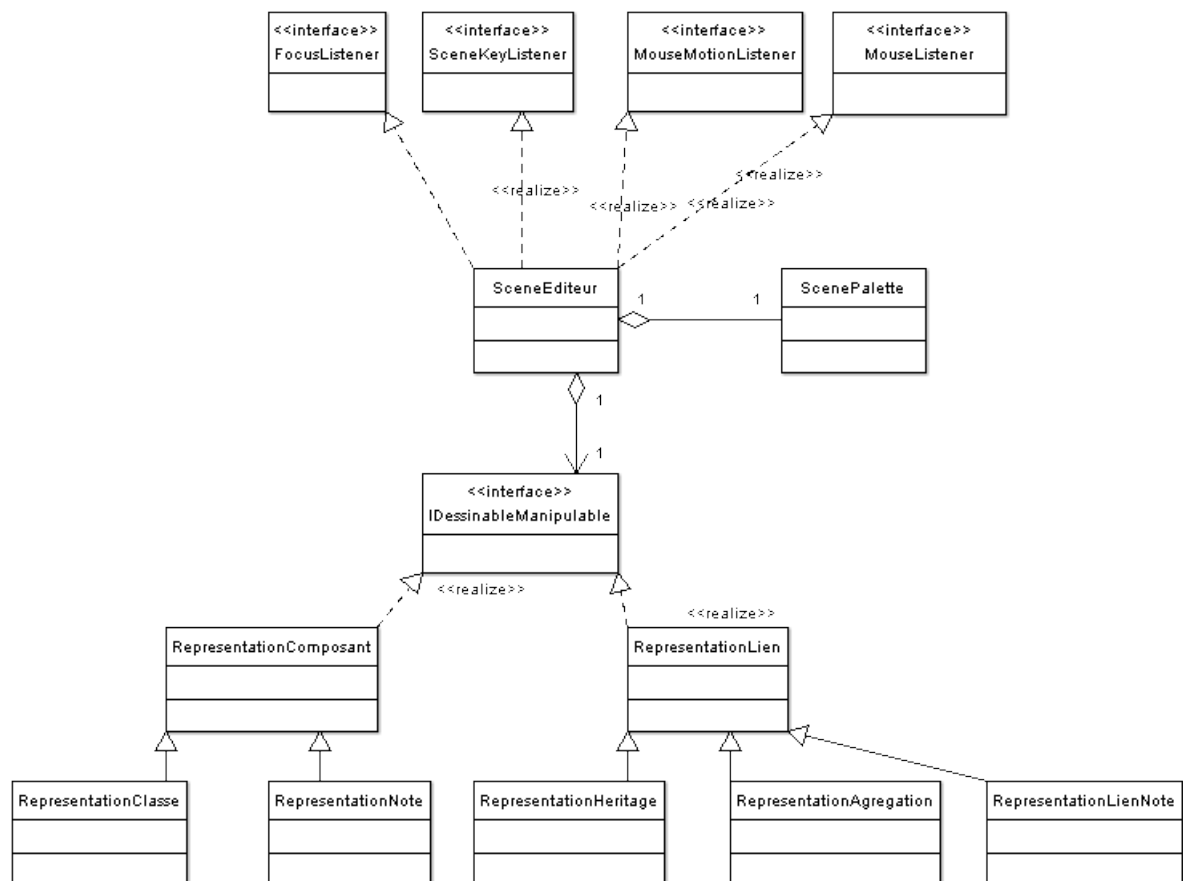 <<interface>>
FocusListener
<<interface>>
SceneKeyListener
<<interface>>
MouseMotionListener
<<interface>>
MouseListener
<<realize>>
<<realize>>
<<realize>>
<<realize>>
SceneEditeur
1
1
ScenePalette
1
1
<<interface>>
IDessinableManipulable
<<realize>>
<<realize>>
RepresentationComposant
RepresentationLien
RepresentationClasse
RepresentationNote
RepresentationHeritage
RepresentationAgregation
RepresentationLienNote